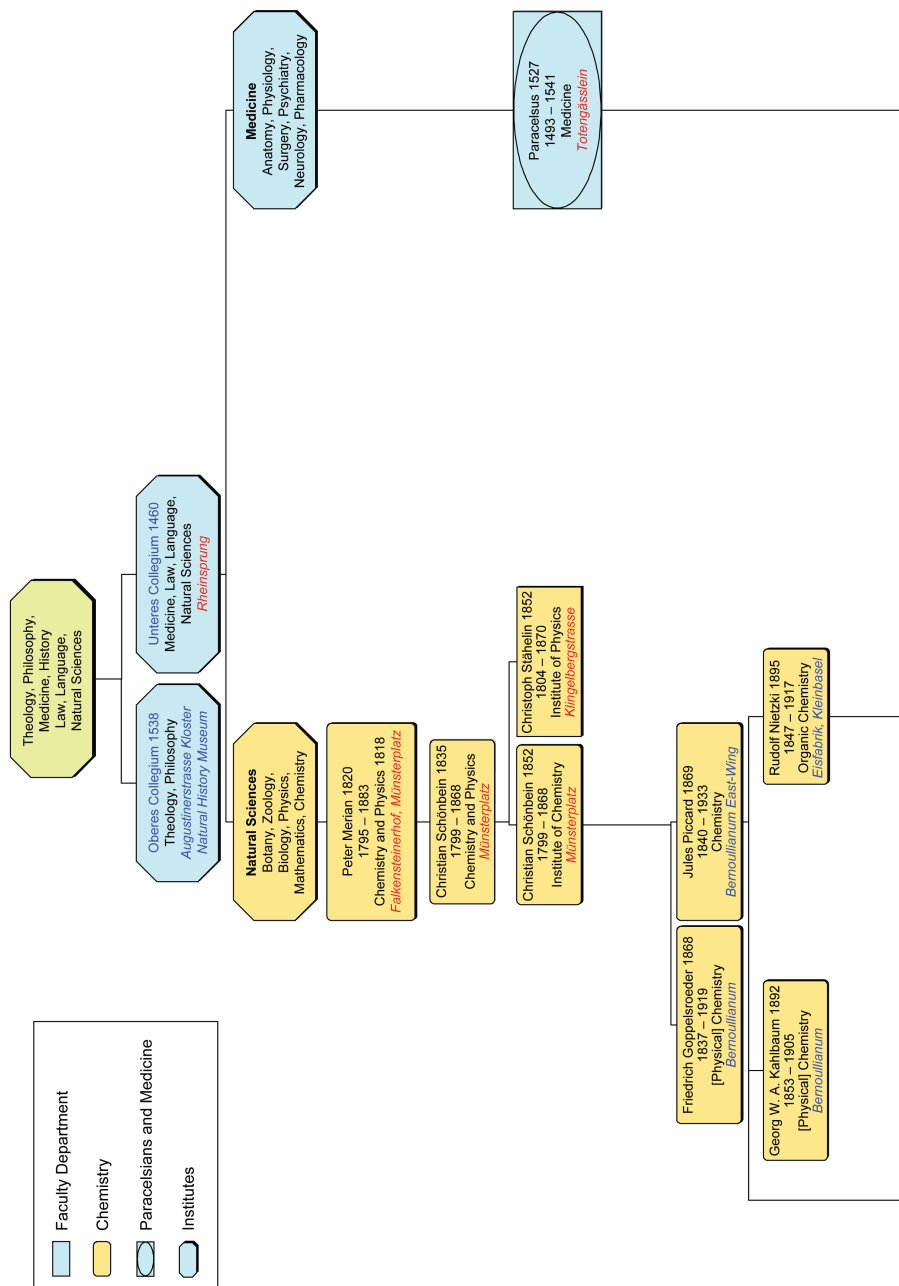 Faculty Department
Chemistry
Paracelsians and Medicine
Institutes
Theology, Philosophy,
Medicine, History
Law, Language,
Natural Sciences
Oberes Collegium 1538
Theology, Philosophy
Augustinerstrasse Kloster
Natural History Museum
Unteres Collegium 1460
Medicine, Law, Language,
Natural Sciences
Rheinsprung
Natural Sciences
Botany, Zoology,
Biology, Physics,
Mathematics, Chemistry
Medicine
Anatomy, Physiology,
Surgery, Psychiatry,
Neurology, Pharmacology
Peter Merian 1820
1795 – 1883
Chemistry and Physics 1818
Falkensteinerhof, Münsterplatz
Christian Schönbein 1835
1799 – 1868
Chemistry and Physics
Münsterplatz
Christian Schönbein 1852
1799 – 1868
Institute of Chemistry
Münsterplatz
Christoph Stähelin 1852
1804 – 1870
Institute of Physics
Klingelbergstrasse
Paracelsus 1527
1493 – 1541
Medicine
Totengässlein
Friedrich Goppelsroeder 1868
1837 – 1919
[Physical] Chemistry
Bernoullianum
Jules Piccard 1869
1840 – 1933
Chemistry
Bernoullianum East-Wing
Georg W. A. Kahlbaum 1892
1853 – 1905
[Physical] Chemistry
Bernoullianum
Rudolf Nietzki 1895
1847 – 1917
Organic Chemistry
Eisfabrik, Kleinbasel